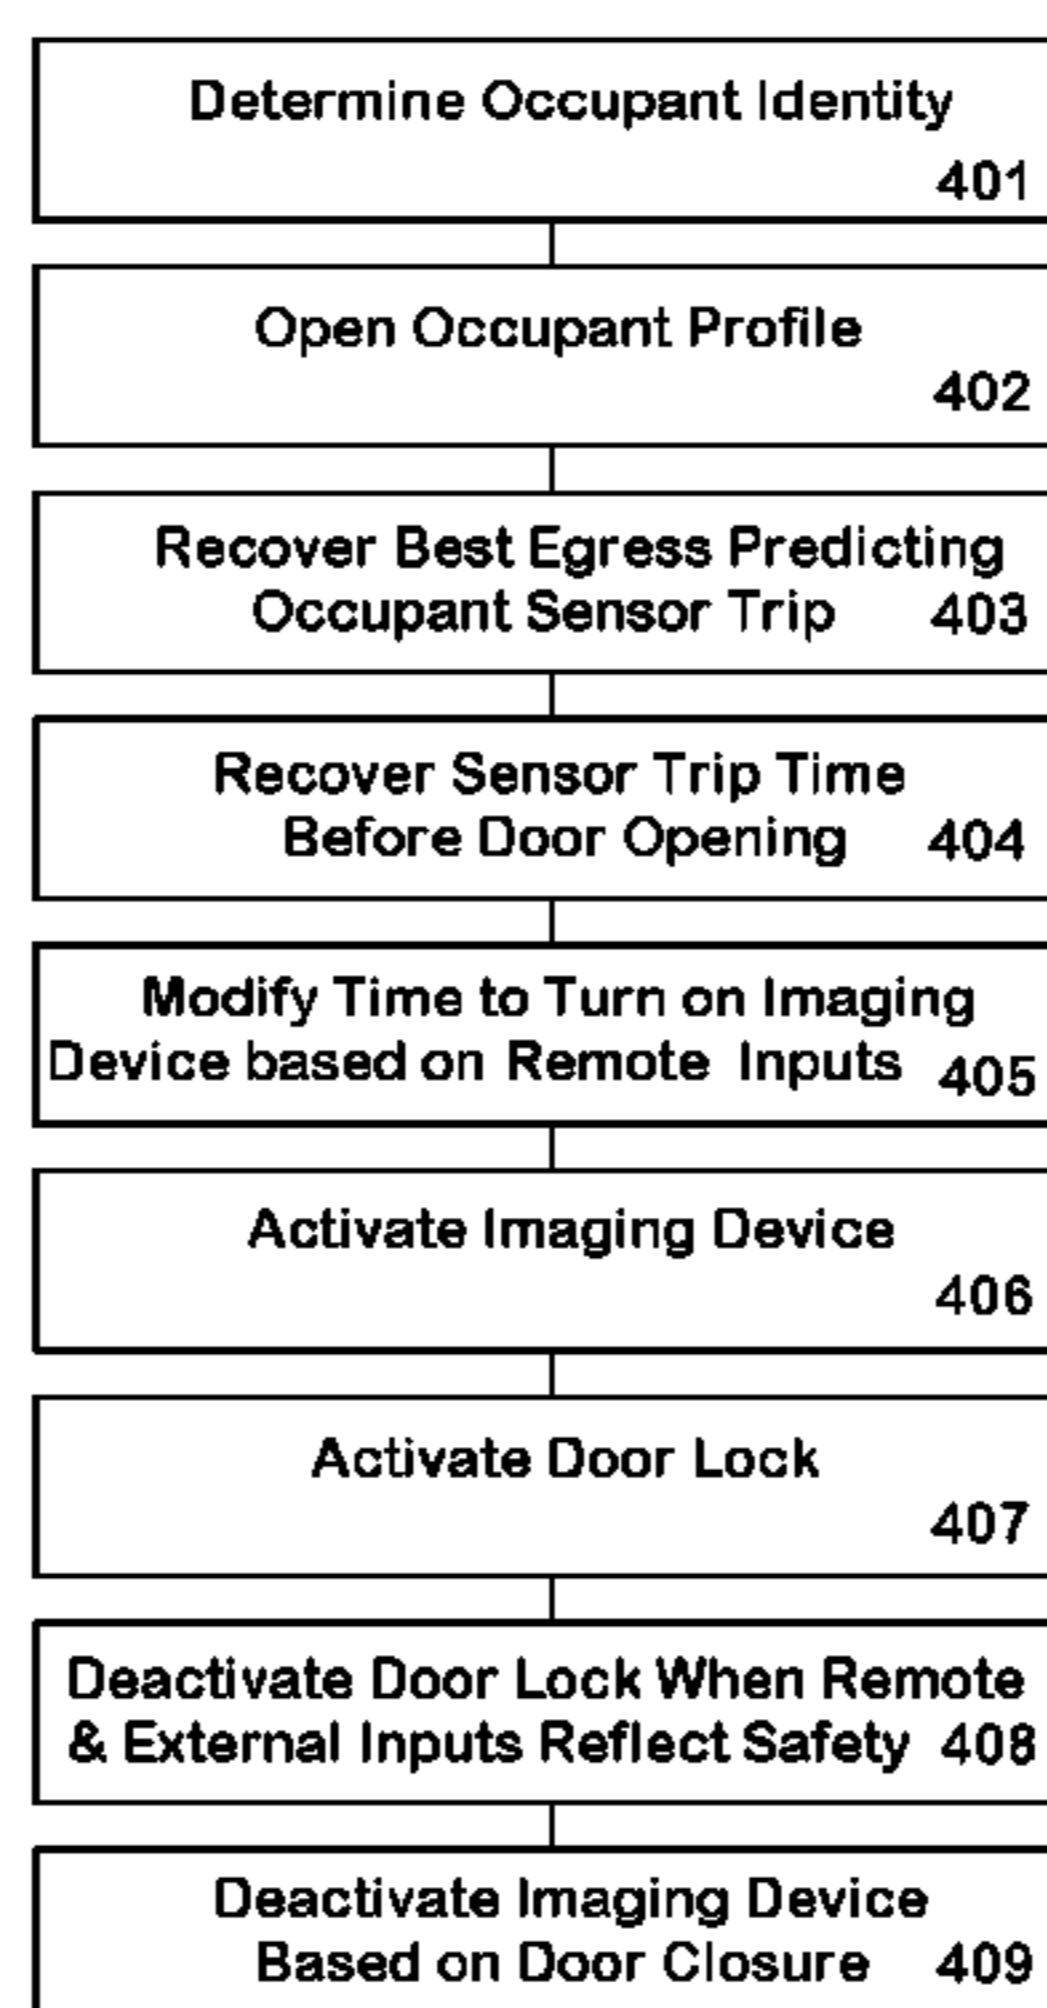 Determine Occupant Identity
401
Open Occupant Profile
402
Recover Best Egress Predicting
Occupant Sensor Trip 403
Recover Sensor Trip Time
Before Door Opening 404
Modify Time to Turn on Imaging
Device based on Remote Inputs 405
Activate Imaging Device
406
Activate Door Lock
407
Deactivate Door Lock When Remote
& External Inputs Reflect Safety 408
Deactivate Imaging Device
Based on Door Closure 409